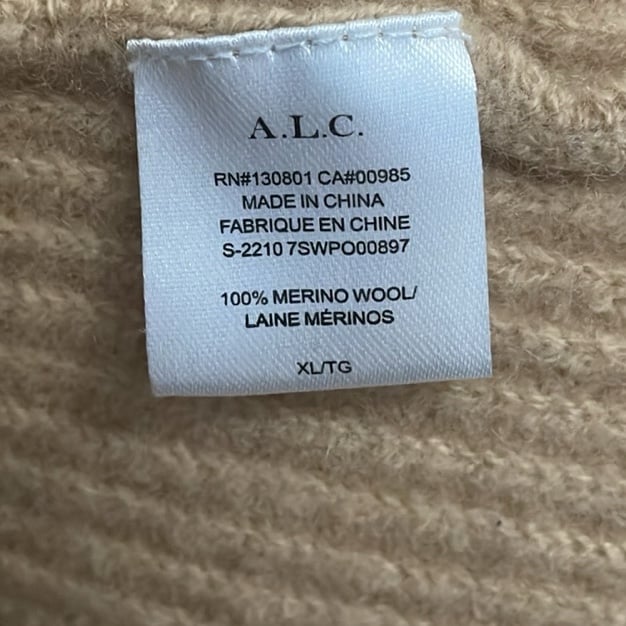 A.L.C.
RN#130801 CA#00985
MADE IN CHINA
FABRIQUE EN CHINE
S-2210 7SWPO00897
100% MERINO WOOL/
LAINE MÉRINOS
XL/TG